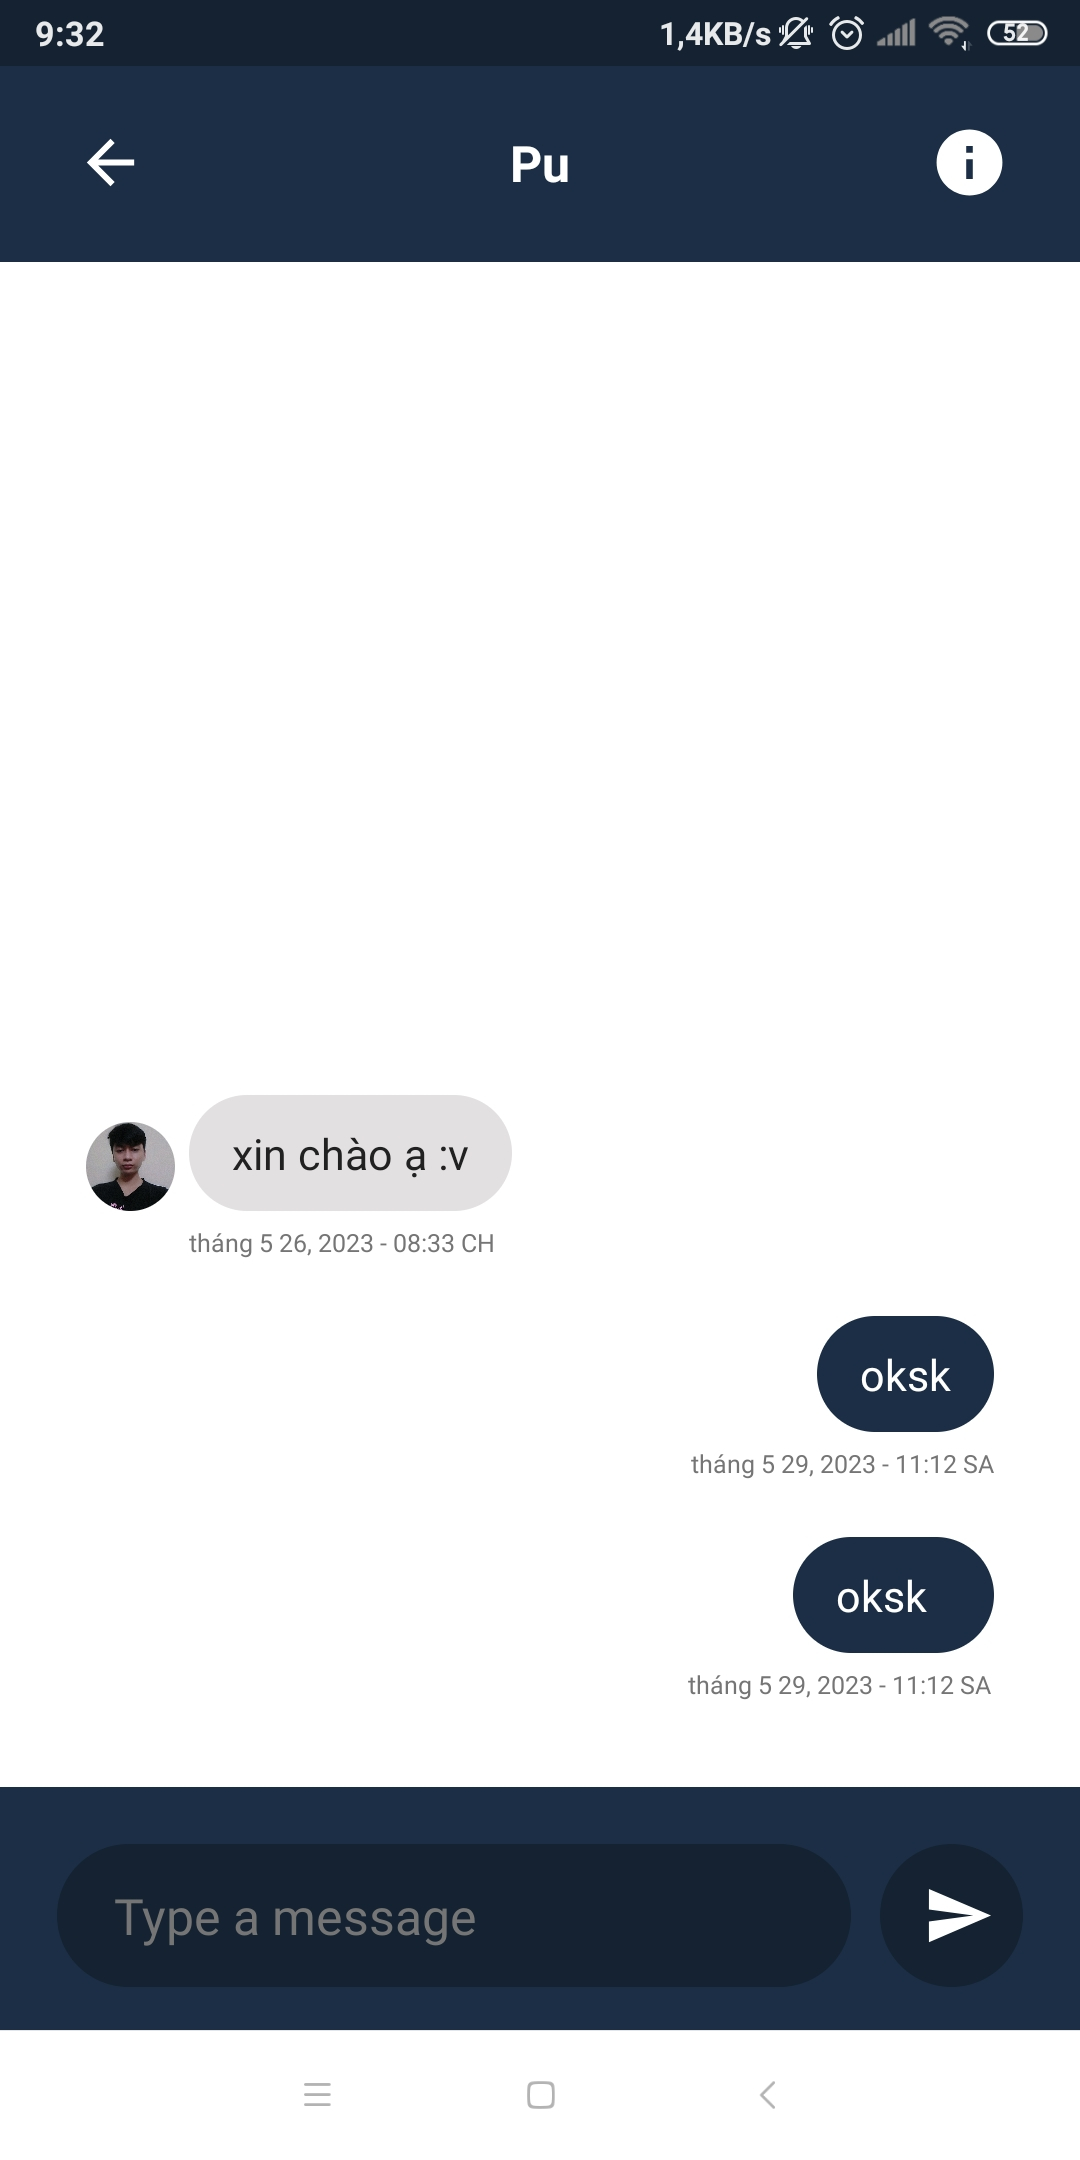 9:32 1,4KB/s 52
Pu
xin chào ạ :v
tháng 5 26, 2023 - 08:33 CH
oksk
tháng 5 29, 2023 - 11:12 SA
oksk
tháng 5 29, 2023 - 11:12 SA
Type a message